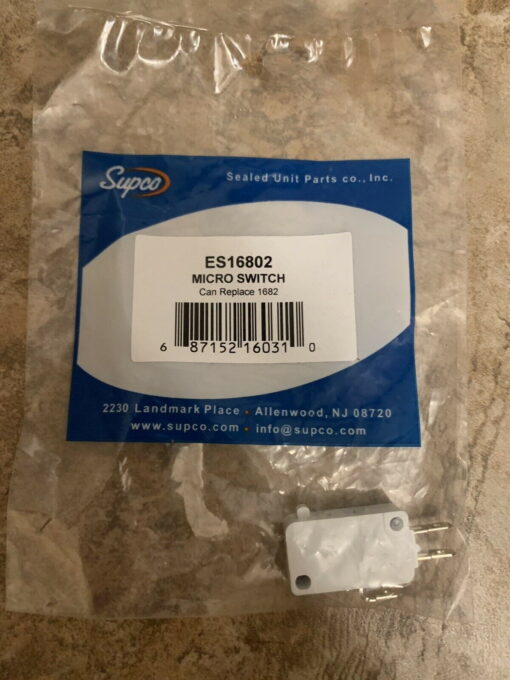 Supco
Sealed Unit Parts co., Inc.
ES16802
MICRO SWITCH
Can Replace 1682
6 87152 16031 0
2230 Landmark Place • Allenwood, NJ 08720
www.supco.com • info@supco.com